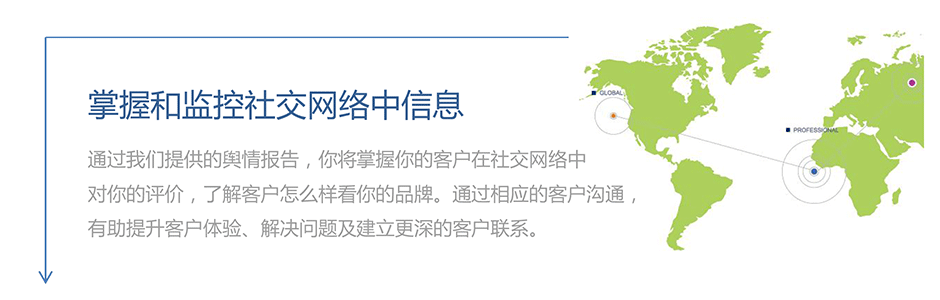 掌握和监控社交网络中信息
通过我们提供的舆情报告，你将掌握你的客户在社交网络中
对你的评价，了解客户怎么样看你的品牌。通过相应的客户沟通，
有助提升客户体验、解决问题及建立更深的客户联系。
GLOBAL
PROFESSIONAL